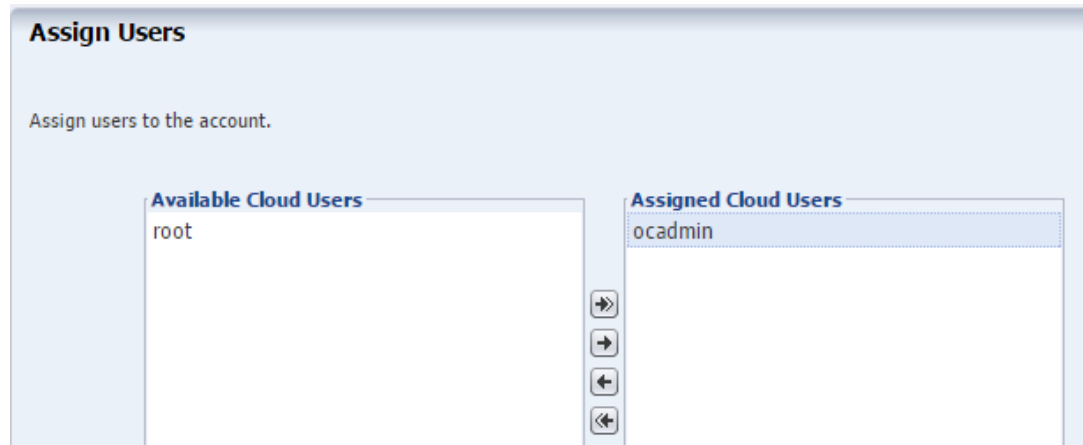 Assign Users
Assign users to the account.
Available Cloud Users
root
Assigned Cloud Users
ocadmin